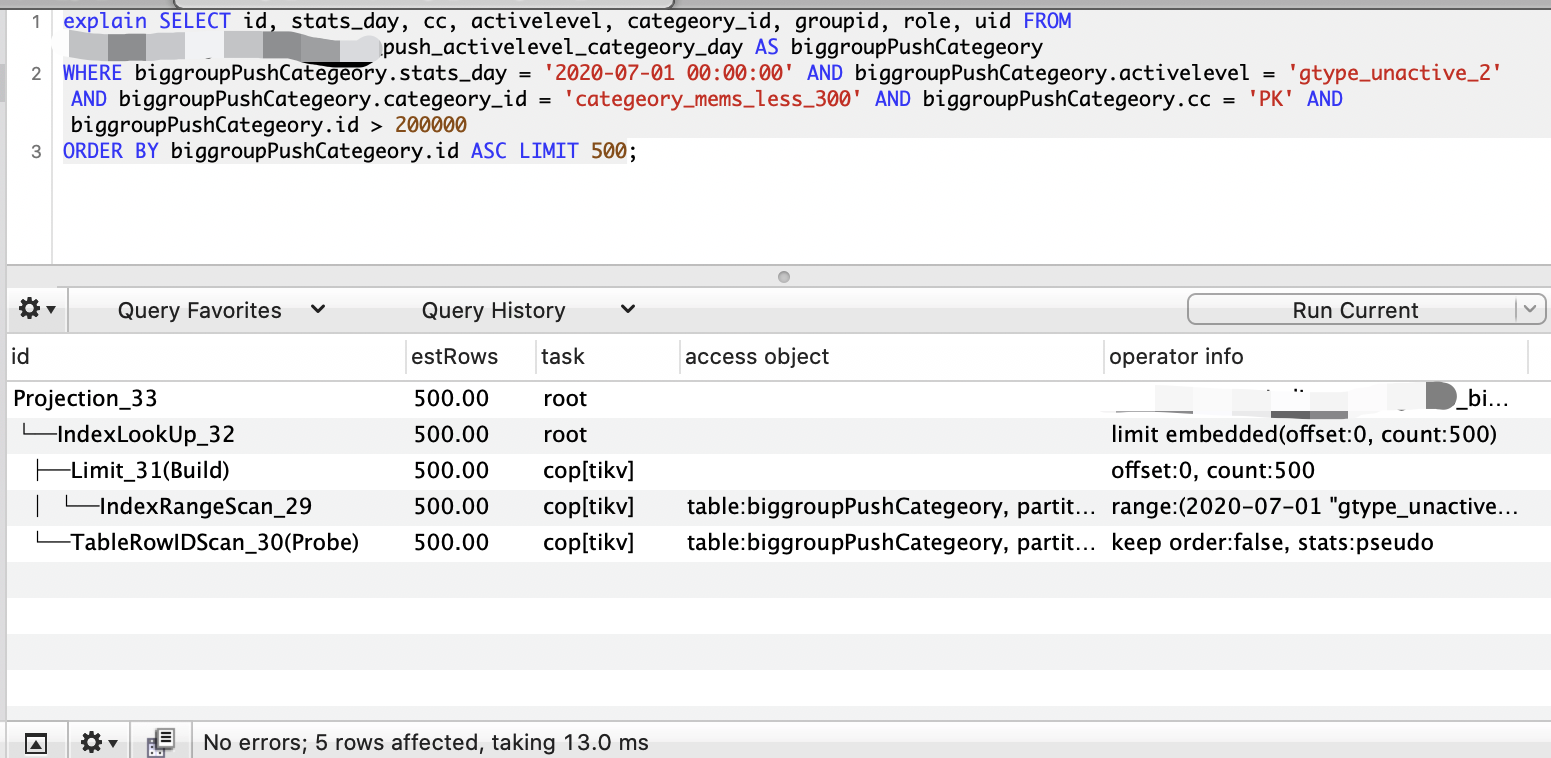 1 explain SELECT id, stats_day, cc, activelevel, categeory_id, groupid, role, uid FROM
push_activelevel_categeory_day AS biggroupPushCategeory
2 WHERE biggroupPushCategeory.stats_day = '2020-07-01 00:00:00' AND biggroupPushCategeory.activelevel = 'gtype_unactive_2'
AND biggroupPushCategeory.categeory_id = 'categeory_mems_less_300' AND biggroupPushCategeory.cc = 'PK' AND
biggroupPushCategeory.id > 200000
3 ORDER BY biggroupPushCategeory.id ASC LIMIT 500;
Query Favorites Query History Run Current
id estRows task access object operator info
Projection_33 500.00 root _bi...
└──IndexLookUp_32 500.00 root limit embedded(offset:0, count:500)
├──Limit_31(Build) 500.00 cop[tikv] offset:0, count:500
│ └──IndexRangeScan_29 500.00 cop[tikv] table:biggroupPushCategeory, partit... range:(2020-07-01 "gtype_unactive...
└──TableRowIDScan_30(Probe) 500.00 cop[tikv] table:biggroupPushCategeory, partit... keep order:false, stats:pseudo
No errors; 5 rows affected, taking 13.0 ms